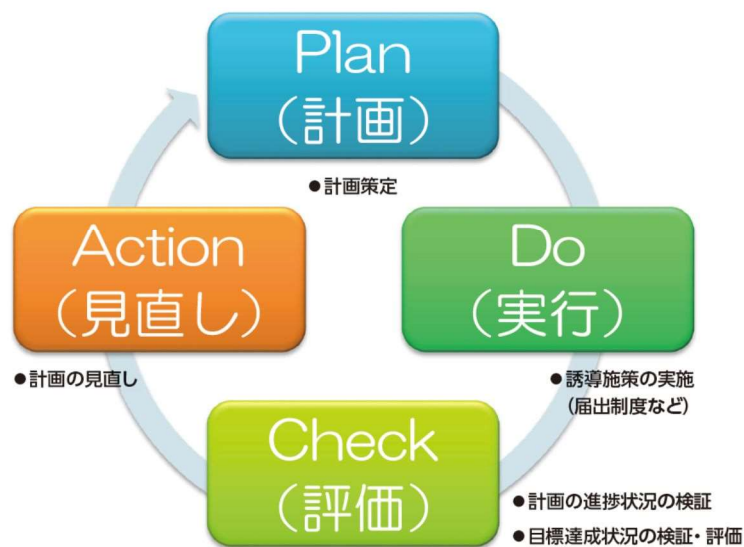 Plan
(計画)
●計画策定
Do
(実行)
●誘導施策の実施
(届出制度など)
Check
(評価)
●計画の進捗状況の検証
●目標達成状況の検証・評価
Action
(見直し)
●計画の見直し